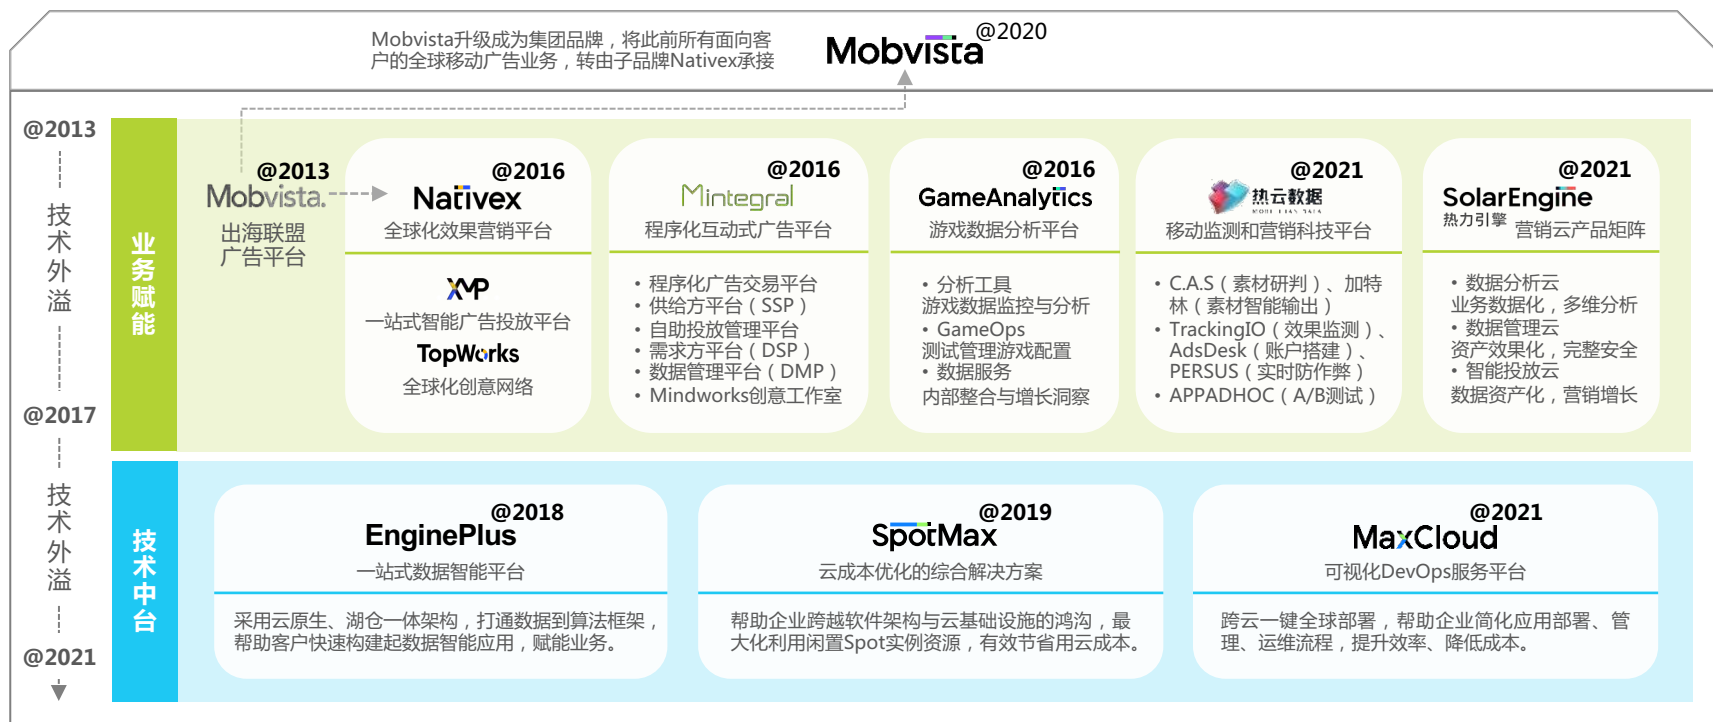 Mobvista升级成为集团品牌，将此前所有面向客
户的全球移动广告业务，转由子品牌Nativex承接
Mobvista
@2020
@2013
技术外溢
@2017
技术外溢
@2021
业务赋能
@2013
Mobvista.
出海联盟
广告平台
@2016
Nativex
全球化效果营销平台
XMP
一站式智能广告投放平台
TopWorks
全球化创意网络
@2016
Mintegral
程序化互动式广告平台
• 程序化广告交易平台
• 供给方平台（SSP）
• 自助投放管理平台
• 需求方平台（DSP）
• 数据管理平台（DMP）
• Mindworks创意工作室
@2016
GameAnalytics
游戏数据分析平台
• 分析工具
游戏数据监控与分析
• GameOps
测试管理游戏配置
• 数据服务
内部整合与增长洞察
@2021
热云数据
移动监测和营销科技平台
• C.A.S（素材研判）、加特
林（素材智能输出）
• TrackingIO（效果监测）、
AdsDesk（账户搭建）、
PERSUS（实时防作弊）
• APPADHOC（A/B测试）
@2021
SolarEngine
热力引擎 营销云产品矩阵
• 数据分析云
业务数据化，多维分析
• 数据管理云
资产效果化，完整安全
• 智能投放云
数据资产化，营销增长
技术中台
@2018
EnginePlus
一站式数据智能平台
采用云原生、湖仓一体架构，打通数据到算法框架，
帮助客户快速构建起数据智能应用，赋能业务。
@2019
SpotMax
云成本优化的综合解决方案
帮助企业跨越软件架构与云基础设施的鸿沟，最
大化利用闲置Spot实例资源，有效节省用云成本。
@2021
MaxCloud
可视化DevOps服务平台
跨云一键全球部署，帮助企业简化应用部署、管
理、运维流程，提升效率、降低成本。